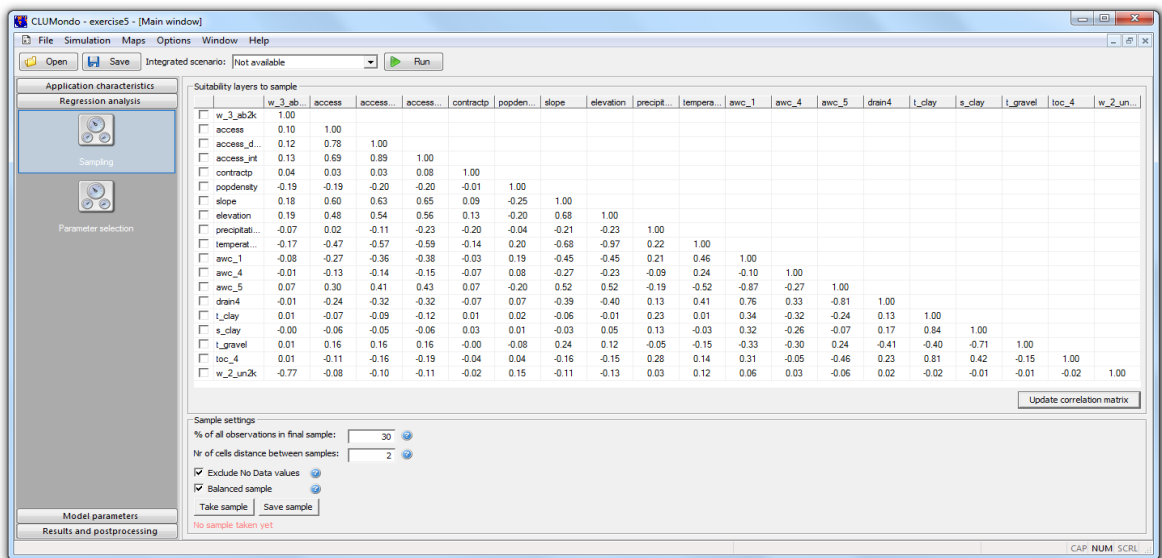 CLUMondo - exercise5 - [Main window]
File Simulation Maps Options Window Help
Open Save Integrated scenario: Not available Run
Application characteristics
Regression analysis
Sampling
Parameter selection
Model parameters
Results and postprocessing
Suitability layers to sample
w_3_ab... access access... access... contractp popden... slope elevation precipit... tempera... awc_1 awc_4 awc_5 drain4 t_clay s_clay t_gravel toc_4 w_2_un...
w_3_ab2k 1.00
access 0.10 1.00
access_d... 0.12 0.78 1.00
access_int 0.13 0.69 0.89 1.00
contractp 0.04 0.03 0.03 0.08 1.00
popdensity -0.19 -0.19 -0.20 -0.20 -0.01 1.00
slope 0.18 0.60 0.63 0.65 0.09 -0.25 1.00
elevation 0.19 0.48 0.54 0.56 0.13 -0.20 0.68 1.00
precipitati... -0.07 0.02 -0.11 -0.23 -0.20 -0.04 -0.21 -0.23 1.00
temperat... -0.17 -0.47 -0.57 -0.59 -0.14 0.20 -0.68 -0.97 0.22 1.00
awc_1 -0.08 -0.27 -0.36 -0.38 -0.03 0.19 -0.45 -0.45 0.21 0.46 1.00
awc_4 -0.01 -0.13 -0.14 -0.15 -0.07 0.08 -0.27 -0.23 -0.09 0.24 -0.10 1.00
awc_5 0.07 0.30 0.41 0.43 0.07 -0.20 0.52 0.52 -0.19 -0.52 -0.87 -0.27 1.00
drain4 -0.01 -0.24 -0.32 -0.32 -0.07 0.07 -0.39 -0.40 0.13 0.41 0.76 0.33 -0.81 1.00
t_clay 0.01 -0.07 -0.09 -0.12 0.01 0.02 -0.06 -0.01 0.23 0.01 0.34 -0.32 -0.24 0.13 1.00
s_clay -0.00 -0.06 -0.05 -0.06 0.03 0.01 -0.03 0.05 0.13 -0.03 0.32 -0.26 -0.07 0.17 0.84 1.00
t_gravel 0.01 0.16 0.16 0.16 -0.00 -0.08 0.24 0.12 -0.05 -0.15 -0.33 -0.30 0.24 -0.41 -0.40 -0.71 1.00
toc_4 0.01 -0.11 -0.16 -0.19 -0.04 0.04 -0.16 -0.15 0.28 0.14 0.31 -0.05 -0.46 0.23 0.81 0.42 -0.15 1.00
w_2_un2k -0.77 -0.08 -0.10 -0.11 -0.02 0.15 -0.11 -0.13 0.03 0.12 0.06 0.03 -0.06 0.02 -0.02 -0.01 -0.01 -0.02 1.00
Update correlation matrix
Sample settings
% of all observations in final sample: 30
Nr of cells distance between samples: 2
Exclude No Data values
Balanced sample
Take sample Save sample
No sample taken yet
CAP NUM SCRL